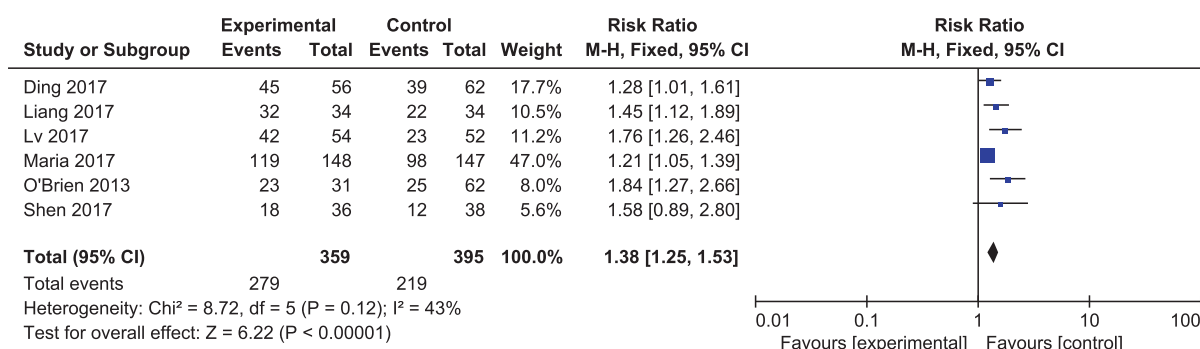 Experimental Control Risk Ratio Risk Ratio
Study or Subgroup Events Total Events Total Weight M-H, Fixed, 95% CI M-H, Fixed, 95% CI
Ding 2017 45 56 39 62 17.7% 1.28 [1.01, 1.61]
Liang 2017 32 34 22 34 10.5% 1.45 [1.12, 1.89]
Lv 2017 42 54 23 52 11.2% 1.76 [1.26, 2.46]
Maria 2017 119 148 98 147 47.0% 1.21 [1.05, 1.39]
O'Brien 2013 23 31 25 62 8.0% 1.84 [1.27, 2.66]
Shen 2017 18 36 12 38 5.6% 1.58 [0.89, 2.80]
Total (95% CI) 359 395 100.0% 1.38 [1.25, 1.53]
Total events 279 219
Heterogeneity: Chi² = 8.72, df = 5 (P = 0.12); I² = 43%
Test for overall effect: Z = 6.22 (P < 0.00001)
0.01 0.1 1 10 100
Favours [experimental] Favours [control]